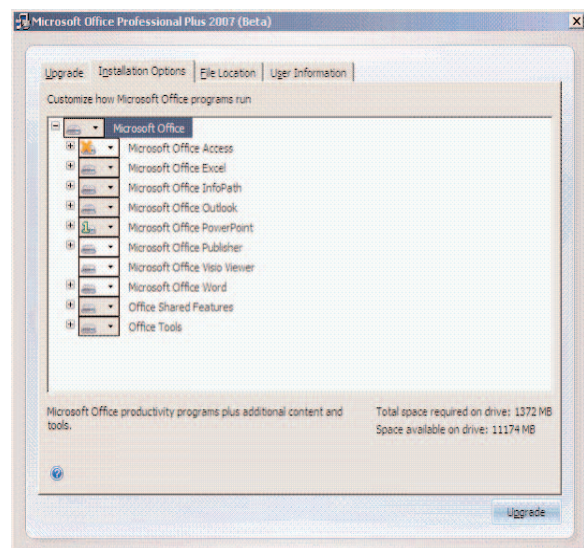 Microsoft Office Professional Plus 2007 (Beta)
Upgrade
Installation Options
File Location
User Information
Customize how Microsoft Office programs run
Microsoft Office
Microsoft Office Access
Microsoft Office Excel
Microsoft Office InfoPath
Microsoft Office Outlook
1
Microsoft Office PowerPoint
Microsoft Office Publisher
Microsoft Office Visio Viewer
Microsoft Office Word
Office Shared Features
Office Tools
Microsoft Office productivity programs plus additional content and
tools.
Total space required on drive: 1372 MB
Space available on drive: 11174 MB
Upgrade